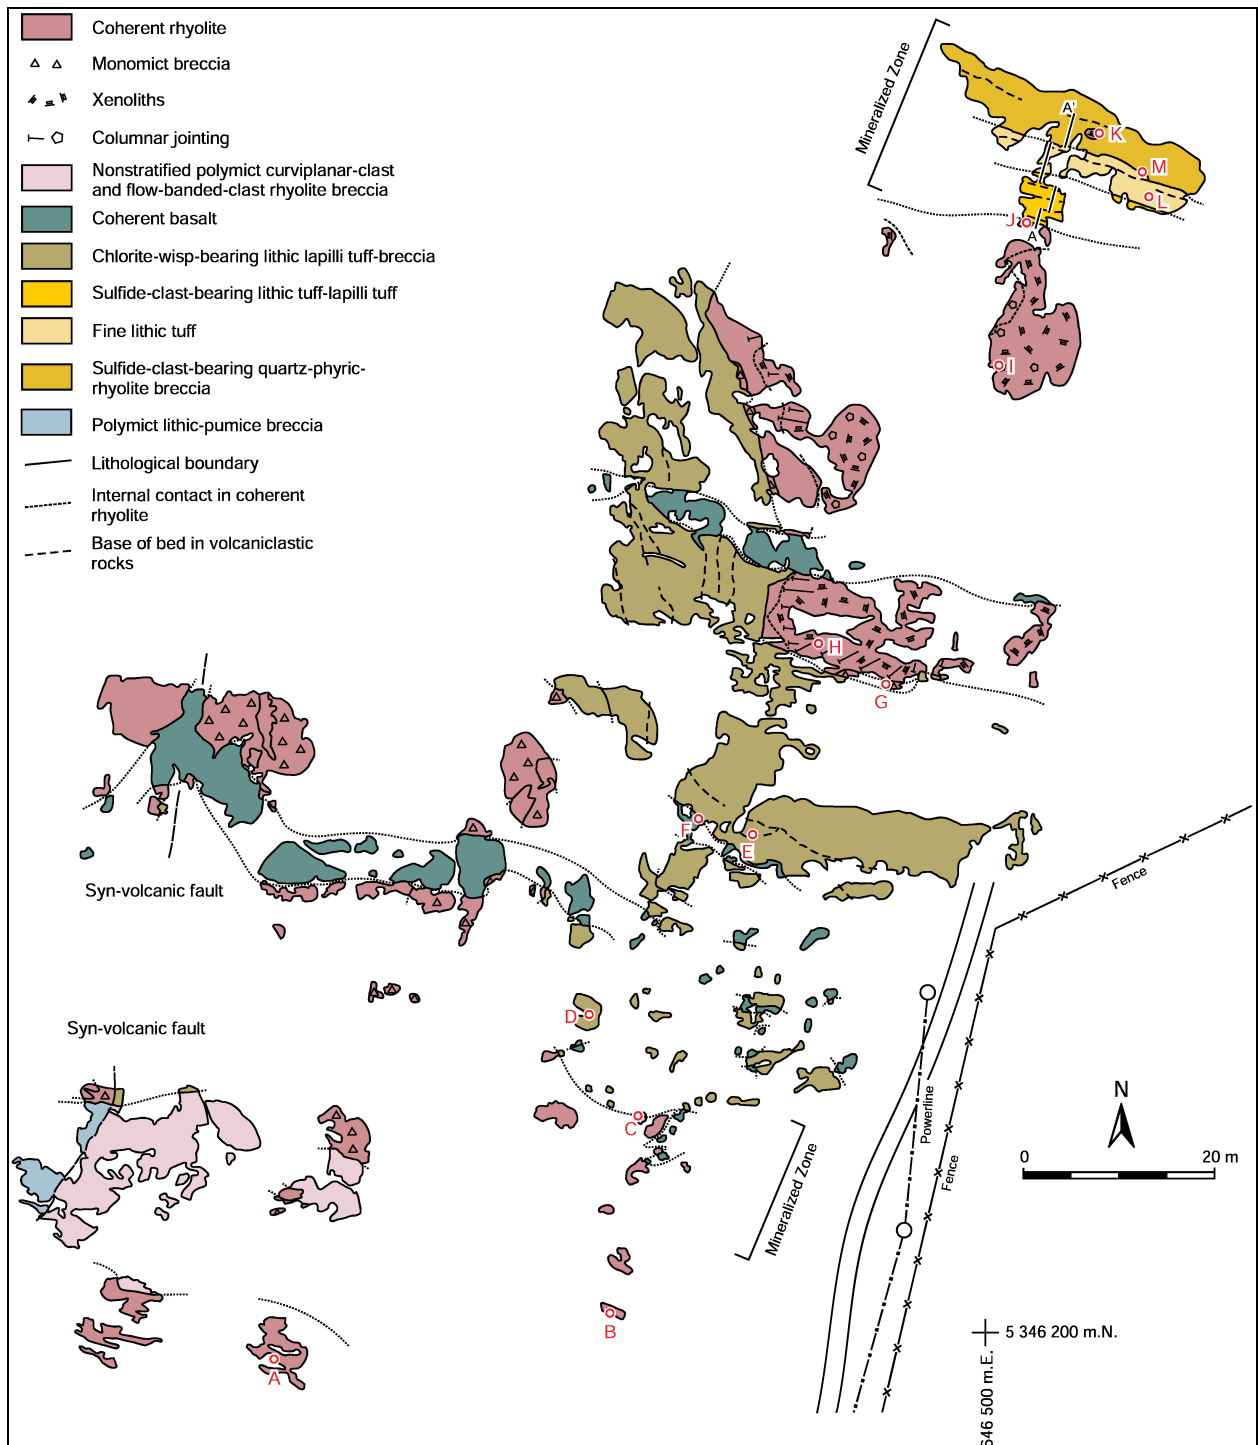 Coherent rhyolite
Monomict breccia
Xenoliths
Columnar jointing
Nonstratified polymict curviplanar-clast
and flow-banded-clast rhyolite breccia
Coherent basalt
Chlorite-wisp-bearing lithic lapilli tuff-breccia
Sulfide-clast-bearing lithic tuff-lapilli tuff
Fine lithic tuff
Sulfide-clast-bearing quartz-phyric-
rhyolite breccia
Polymict lithic-pumice breccia
Lithological boundary
Internal contact in coherent
rhyolite
Base of bed in volcaniclastic
rocks
Mineralized Zone
A'
K
M
L
J
A
I
H
G
F
E
Syn-volcanic fault
Fence
D
Syn-volcanic fault
C
Powerline
Fence
Mineralized Zone
N
0 20 m
B
A
5 346 200 m.N.
646 500 m.E.